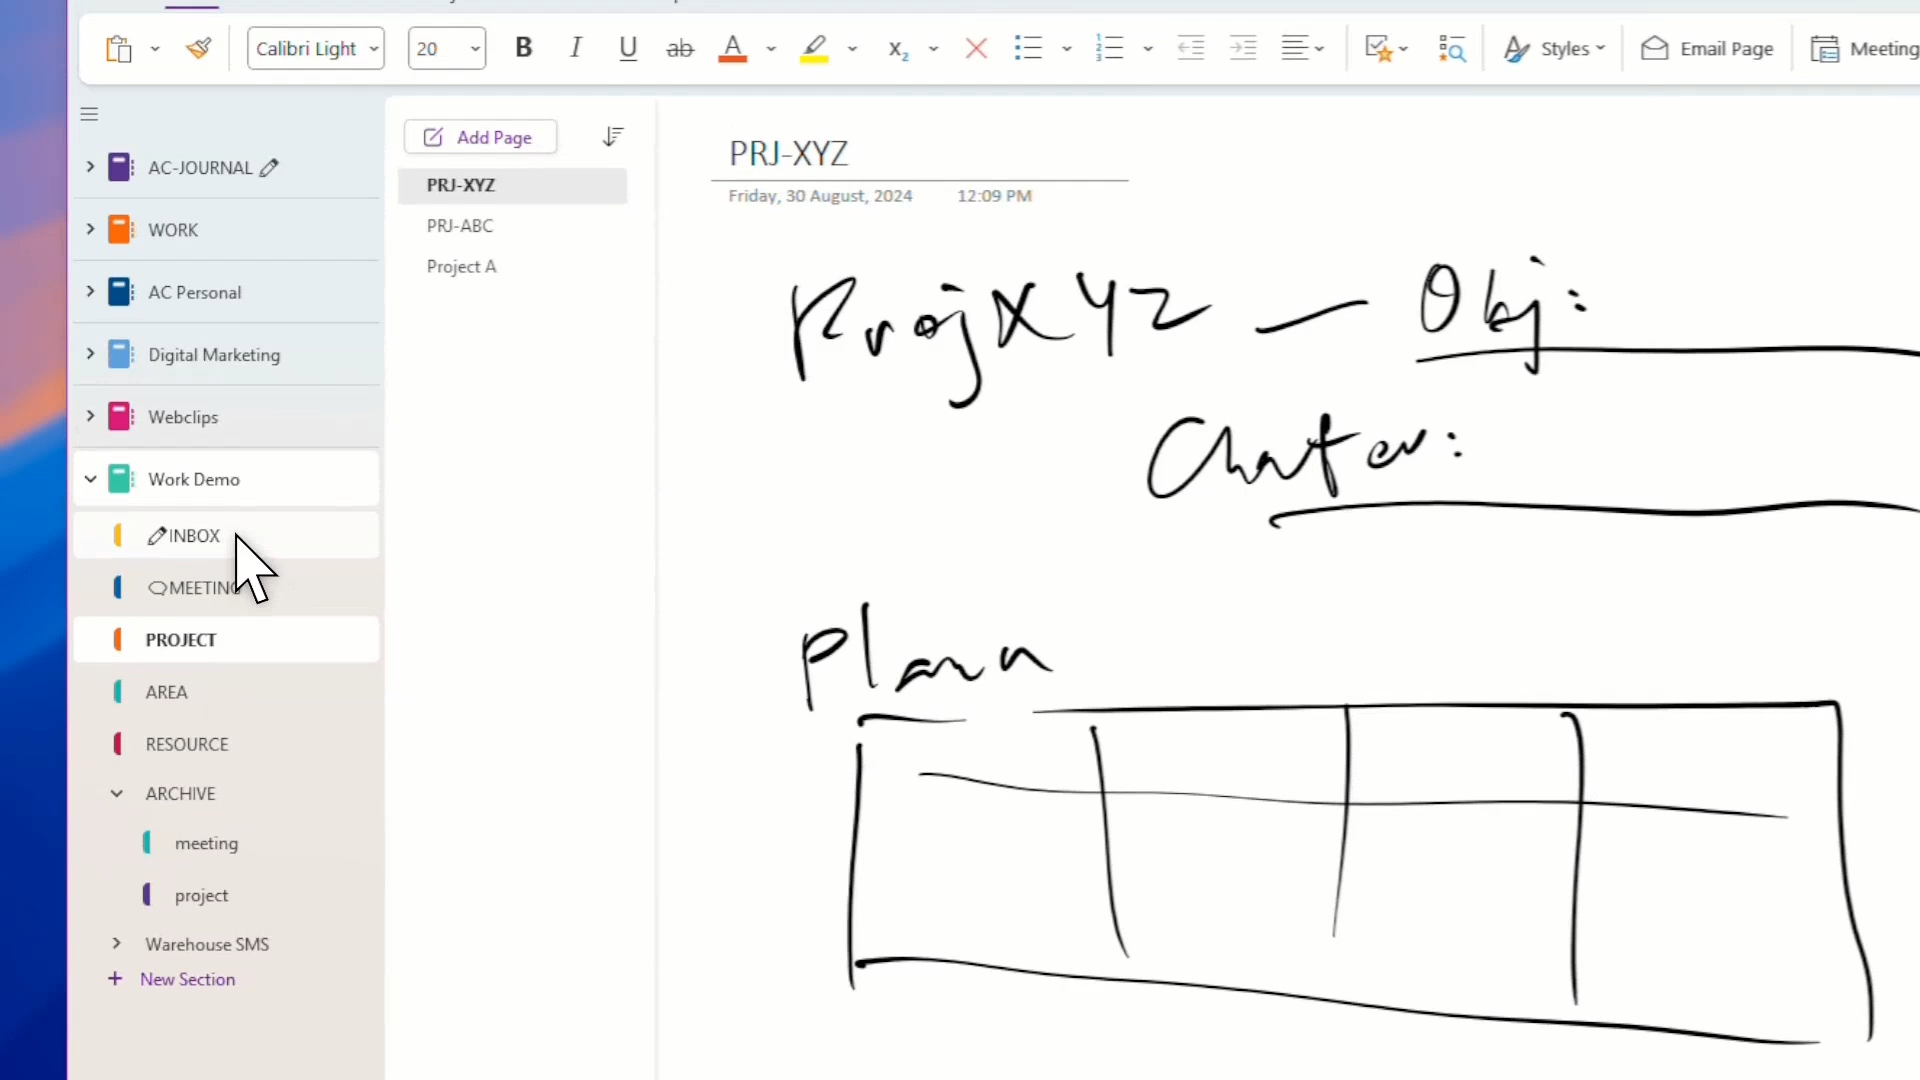 Calibri Light
20
B
I
U
ab
A
Styles
Email Page
Meeting
AC-JOURNAL
WORK
AC Personal
Digital Marketing
Webclips
Work Demo
INBOX
MEETING
PROJECT
AREA
RESOURCE
ARCHIVE
meeting
project
Warehouse SMS
New Section
Add Page
PRJ-XYZ
PRJ-ABC
Project A
PRJ-XYZ
Friday, 30 August, 2024 12:09 PM
ProjXYZ — Obj:
Charter:
Plan